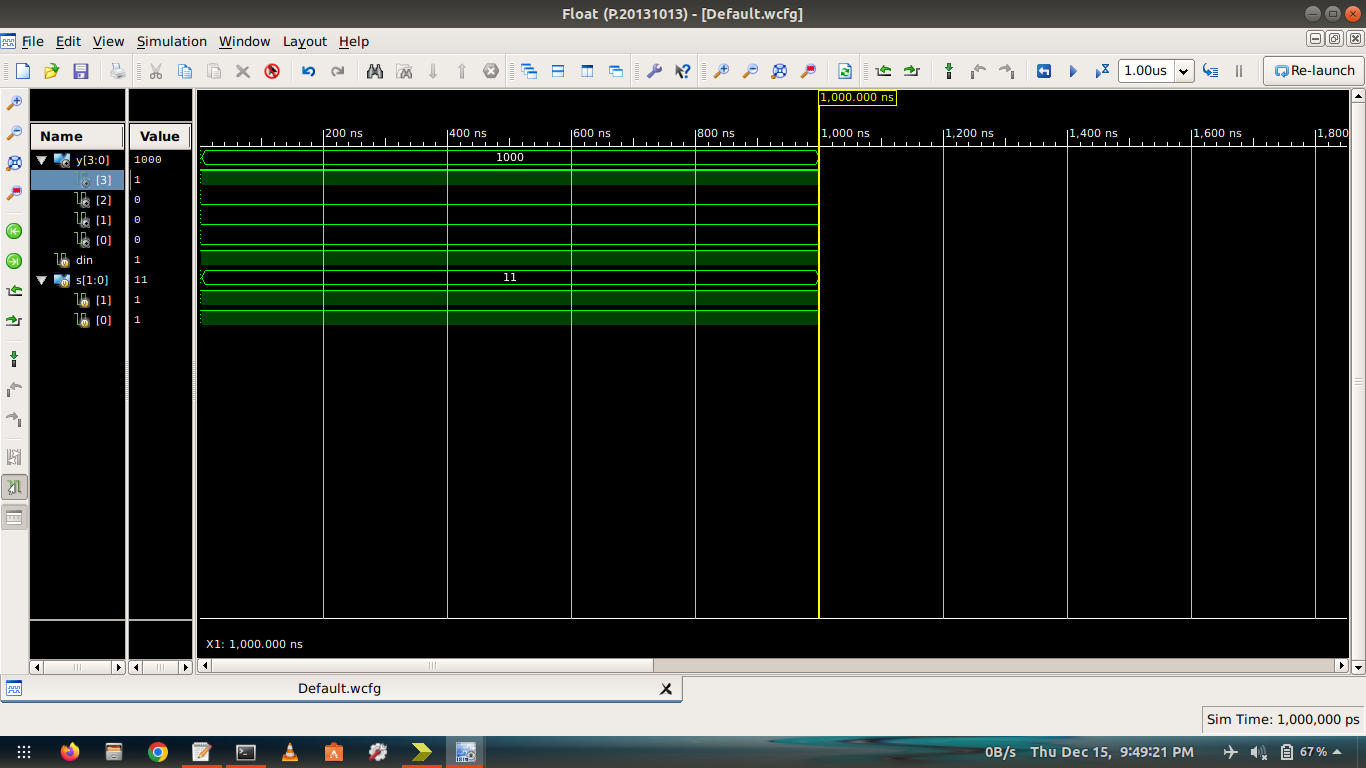 Float (P.20131013) - [Default.wcfg]
File Edit View Simulation Window Layout Help
1.00us
Re-launch
1,000.000 ns
Name Value
200 ns 400 ns 600 ns 800 ns 1,000 ns 1,200 ns 1,400 ns 1,600 ns 1,800
y[3:0] 1000 1000
[3] 1
[2] 0
[1] 0
[0] 0
din 1
s[1:0] 11 11
[1] 1
[0] 1
X1: 1,000.000 ns
Default.wcfg
Sim Time: 1,000,000 ps
0B/s Thu Dec 15, 9:49:21 PM 67 %